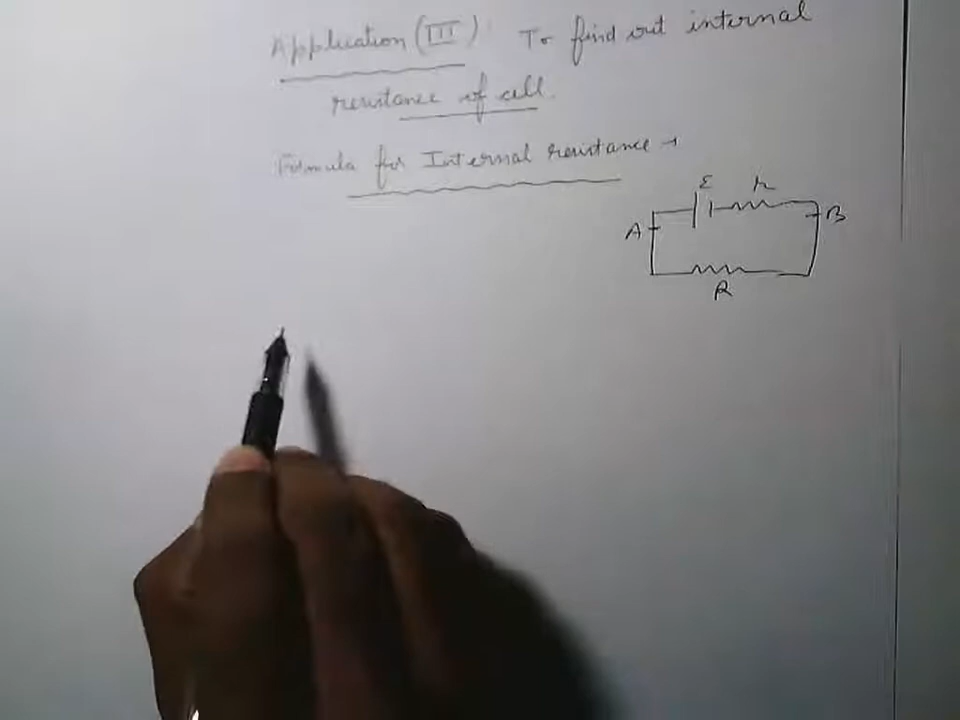 Application (III) : To find out internal
resistance of cell.
Formula for Internal resistance →
E r
A B
R